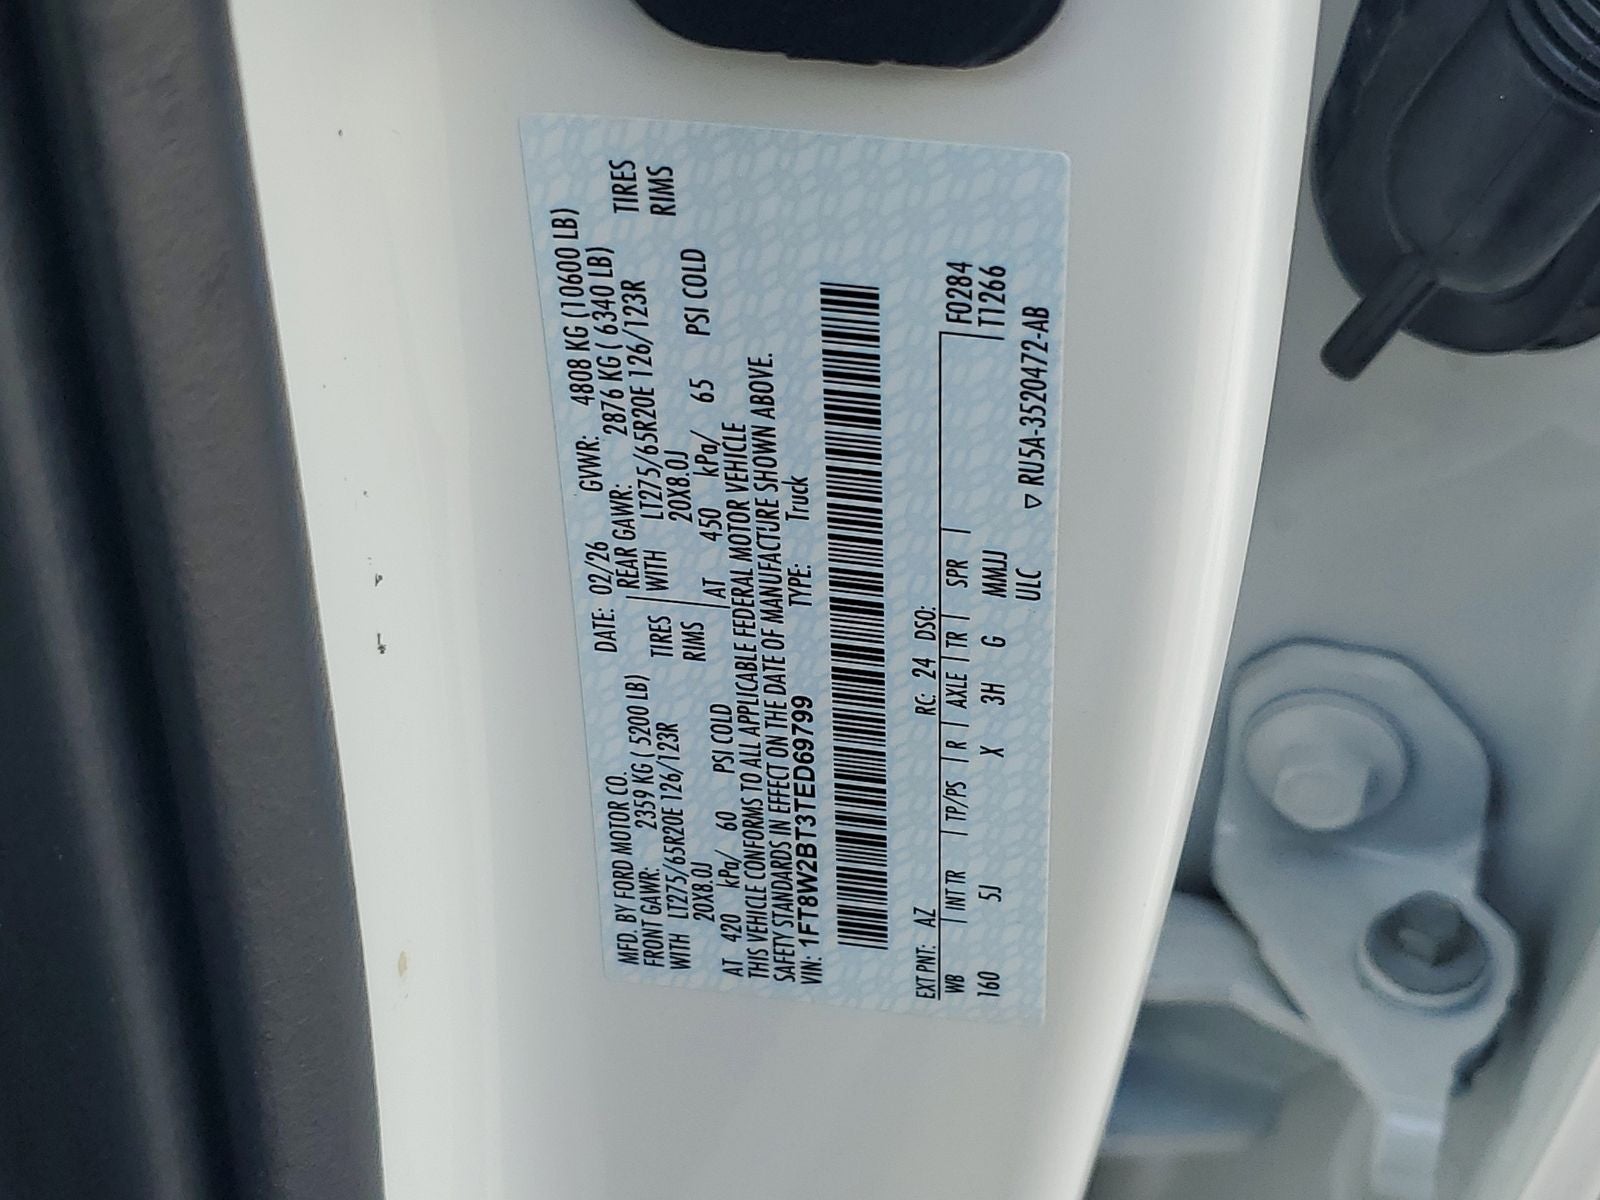 MFD. BY FORD MOTOR CO.
DATE: 02/26 GVWR: 4808 KG (10600 LB)
FRONT GAWR: 2359 KG ( 5200 LB)
REAR GAWR: 2876 KG ( 6340 LB)
WITH LT275/65R20E 126/123R TIRES
WITH LT275/65R20E 126/123R TIRES
20X8.0J RIMS
20X8.0J RIMS
AT 420 kPa/ 60 PSI COLD
AT 450 kPa/ 65 PSI COLD
THIS VEHICLE CONFORMS TO ALL APPLICABLE FEDERAL MOTOR VEHICLE
SAFETY STANDARDS IN EFFECT ON THE DATE OF MANUFACTURE SHOWN ABOVE.
VIN: 1FT8W2BT3TED69799 TYPE: Truck
EXT PNT: AZ RC: 24 DSO:
WB | INT TR | TP/PS | R | AXLE | TR | SPR | F0284
160 5J X 3H G MMJJ T1266
ULC ▽ RU5A-3520472-AB